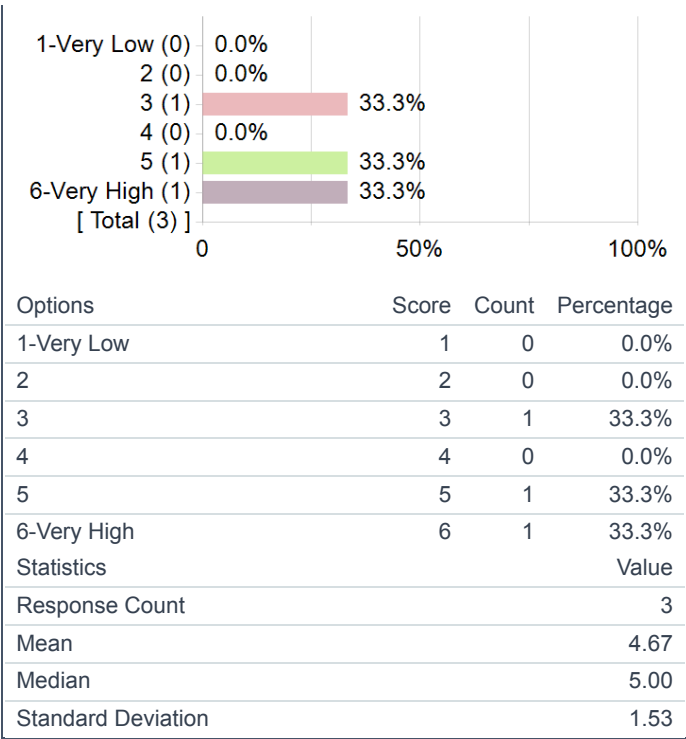 1-Very Low (0) 0.0%
2 (0) 0.0%
3 (1) 33.3%
4 (0) 0.0%
5 (1) 33.3%
6-Very High (1) 33.3%
[ Total (3) ]
0 50% 100%
Options Score Count Percentage
1-Very Low 1 0 0.0%
2 2 0 0.0%
3 3 1 33.3%
4 4 0 0.0%
5 5 1 33.3%
6-Very High 6 1 33.3%
Statistics Value
Response Count 3
Mean 4.67
Median 5.00
Standard Deviation 1.53